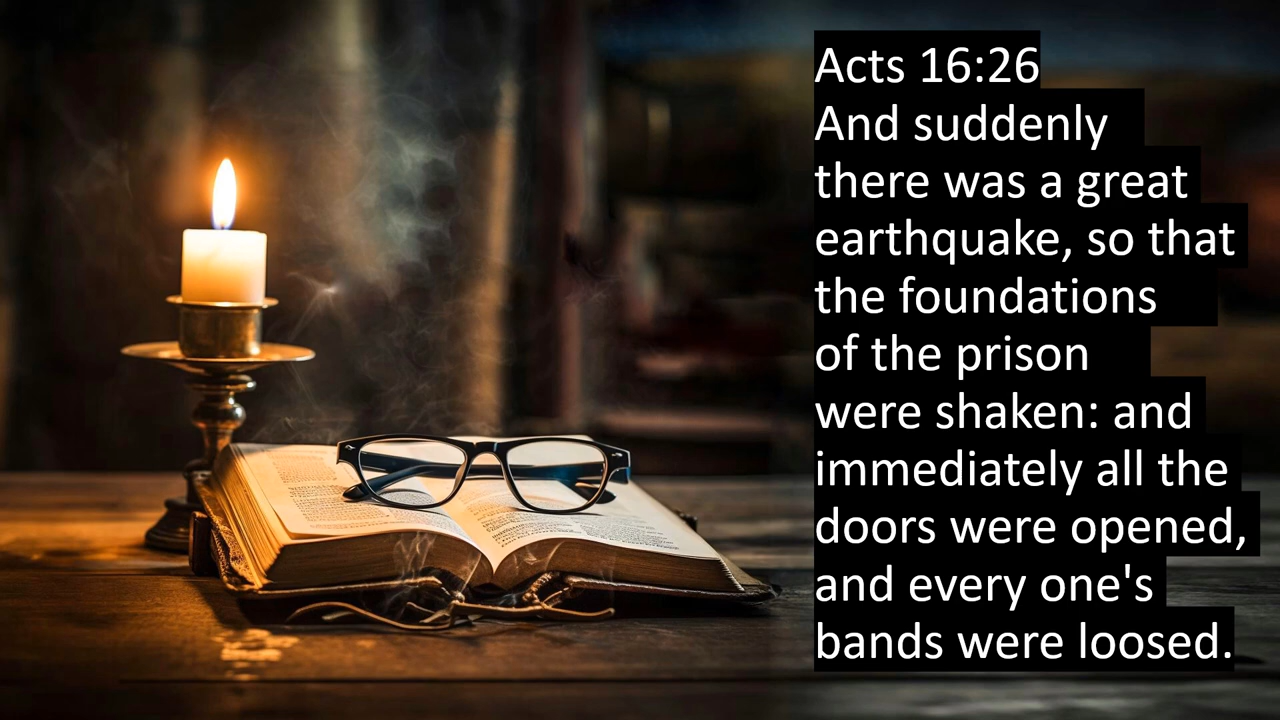 Acts 16:26
And suddenly
there was a great
earthquake, so that
the foundations
of the prison
were shaken: and
immediately all the
doors were opened,
and every one's
bands were loosed.